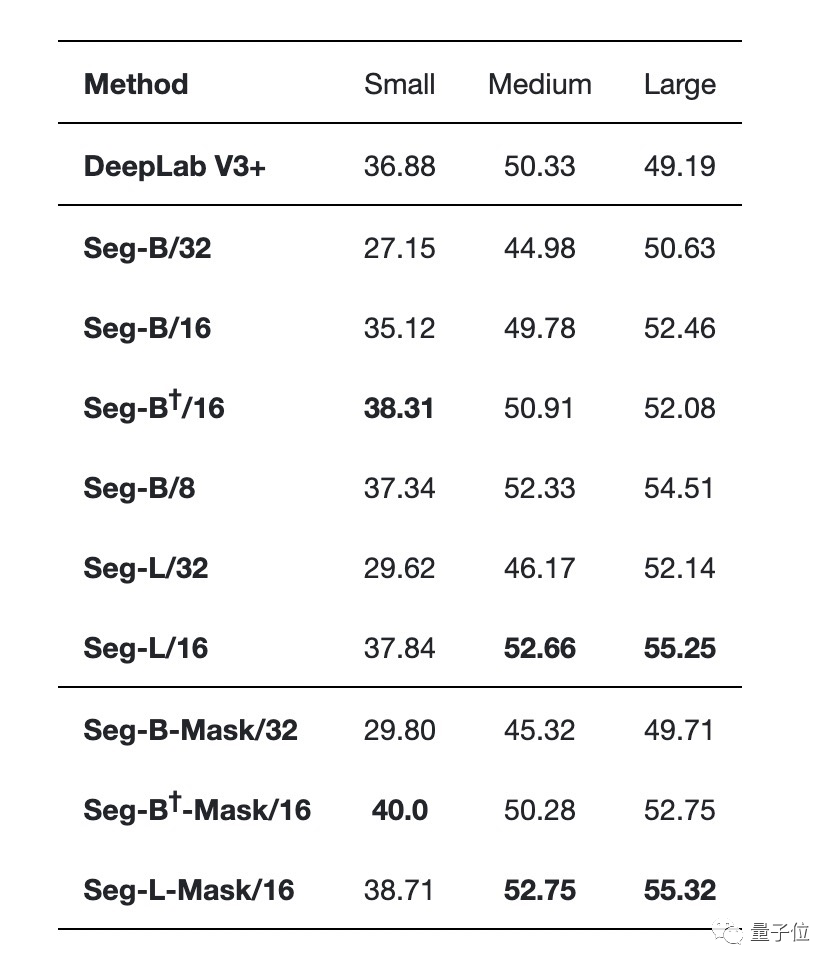 Method Small Medium Large
DeepLab V3+ 36.88 50.33 49.19
Seg-B/32 27.15 44.98 50.63
Seg-B/16 35.12 49.78 52.46
Seg-B†/16 38.31 50.91 52.08
Seg-B/8 37.34 52.33 54.51
Seg-L/32 29.62 46.17 52.14
Seg-L/16 37.84 52.66 55.25
Seg-B-Mask/32 29.80 45.32 49.71
Seg-B†-Mask/16 40.0 50.28 52.75
Seg-L-Mask/16 38.71 52.75 55.32
量子位